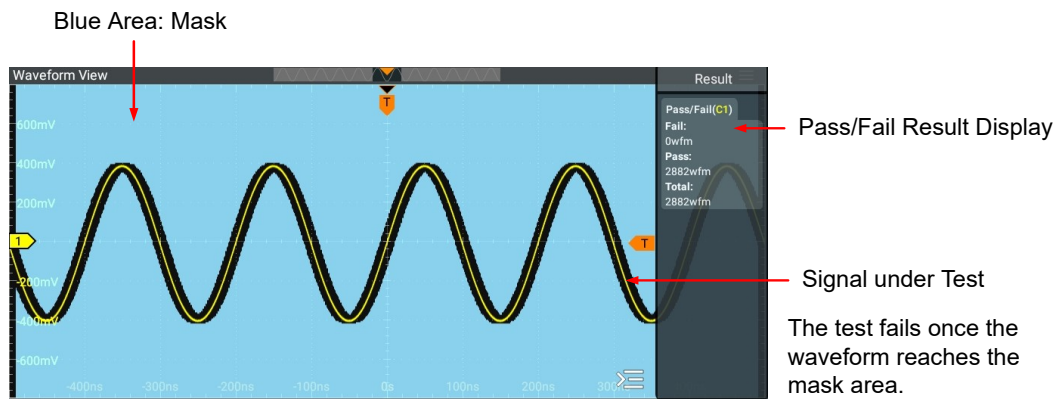 Blue Area: Mask
Waveform View
Result
T
600mV
400mV
200mV
1
T
-200mV
-400mV
-600mV
-400ns
-300ns
-200ns
-100ns
0s
100ns
200ns
Pass/Fail(C1)
Fail:
0wfm
Pass:
2882wfm
Total:
2882wfm
Pass/Fail Result Display
Signal under Test
The test fails once the
waveform reaches the
mask area.